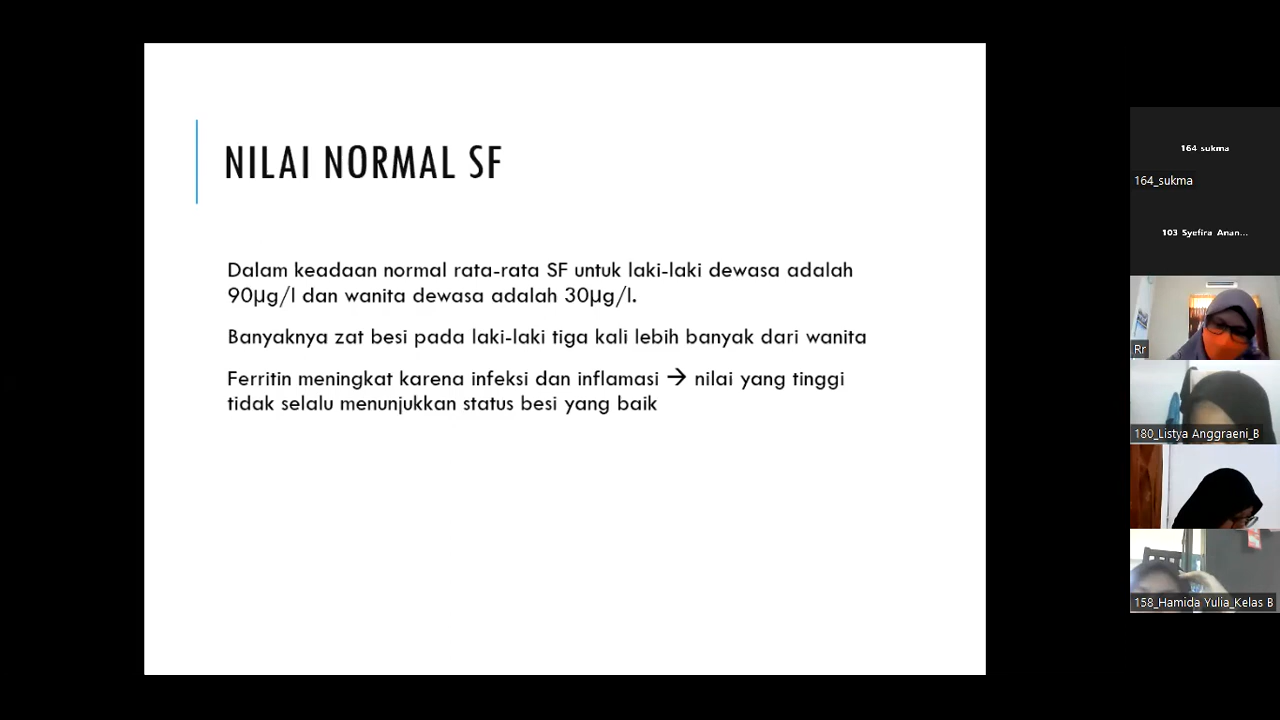 NILAI NORMAL SF
Dalam keadaan normal rata-rata SF untuk laki-laki dewasa adalah
90µg/l dan wanita dewasa adalah 30µg/l.
Banyaknya zat besi pada laki-laki tiga kali lebih banyak dari wanita
Ferritin meningkat karena infeksi dan inflamasi → nilai yang tinggi
tidak selalu menunjukkan status besi yang baik
164 sukma
164_sukma
103 Syefira Anan...
Rr
180_Listya Anggraeni_B
158_Hamida Yulia_Kelas B